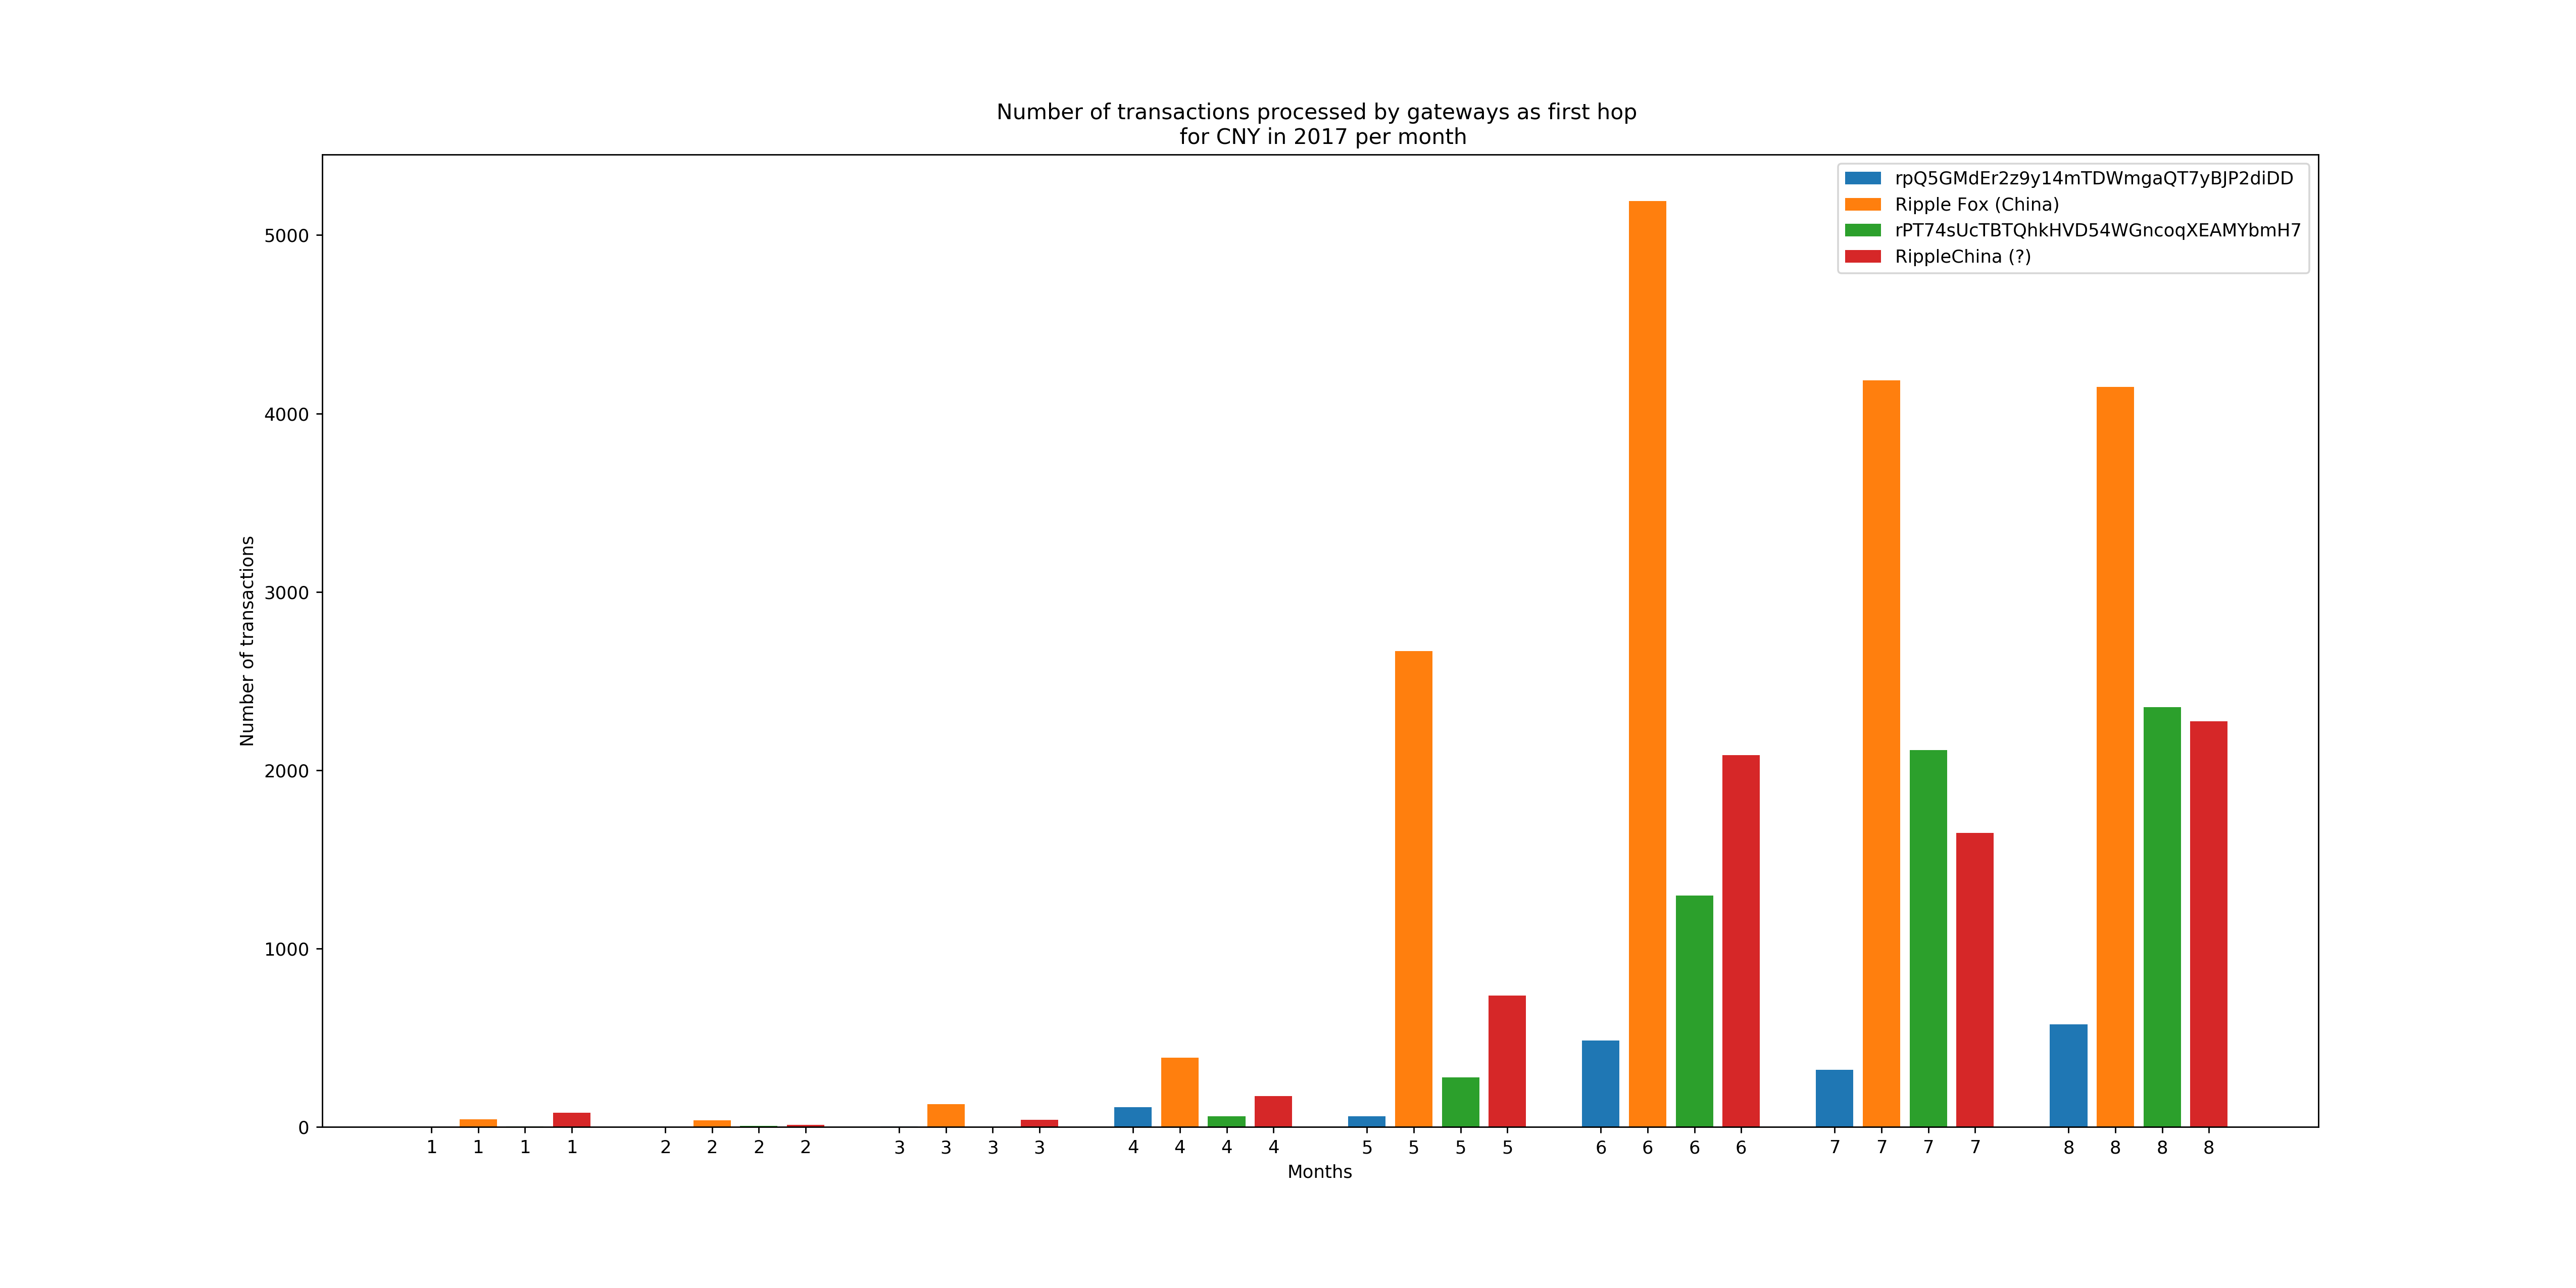 Number of transactions processed by gateways as first hop
for CNY in 2017 per month
rpQ5GMdEr2z9y14mTDWmgaQT7yBJP2diDD
Ripple Fox (China)
rPT74sUcTBTQhkHVD54WGncoqXEAMYbmH7
RippleChina (?)
Number of transactions
5000
4000
3000
2000
1000
0
1 1 1 1 2 2 2 2 3 3 3 3 4 4 4 4 5 5 5 5 6 6 6 6 7 7 7 7 8 8 8 8
Months